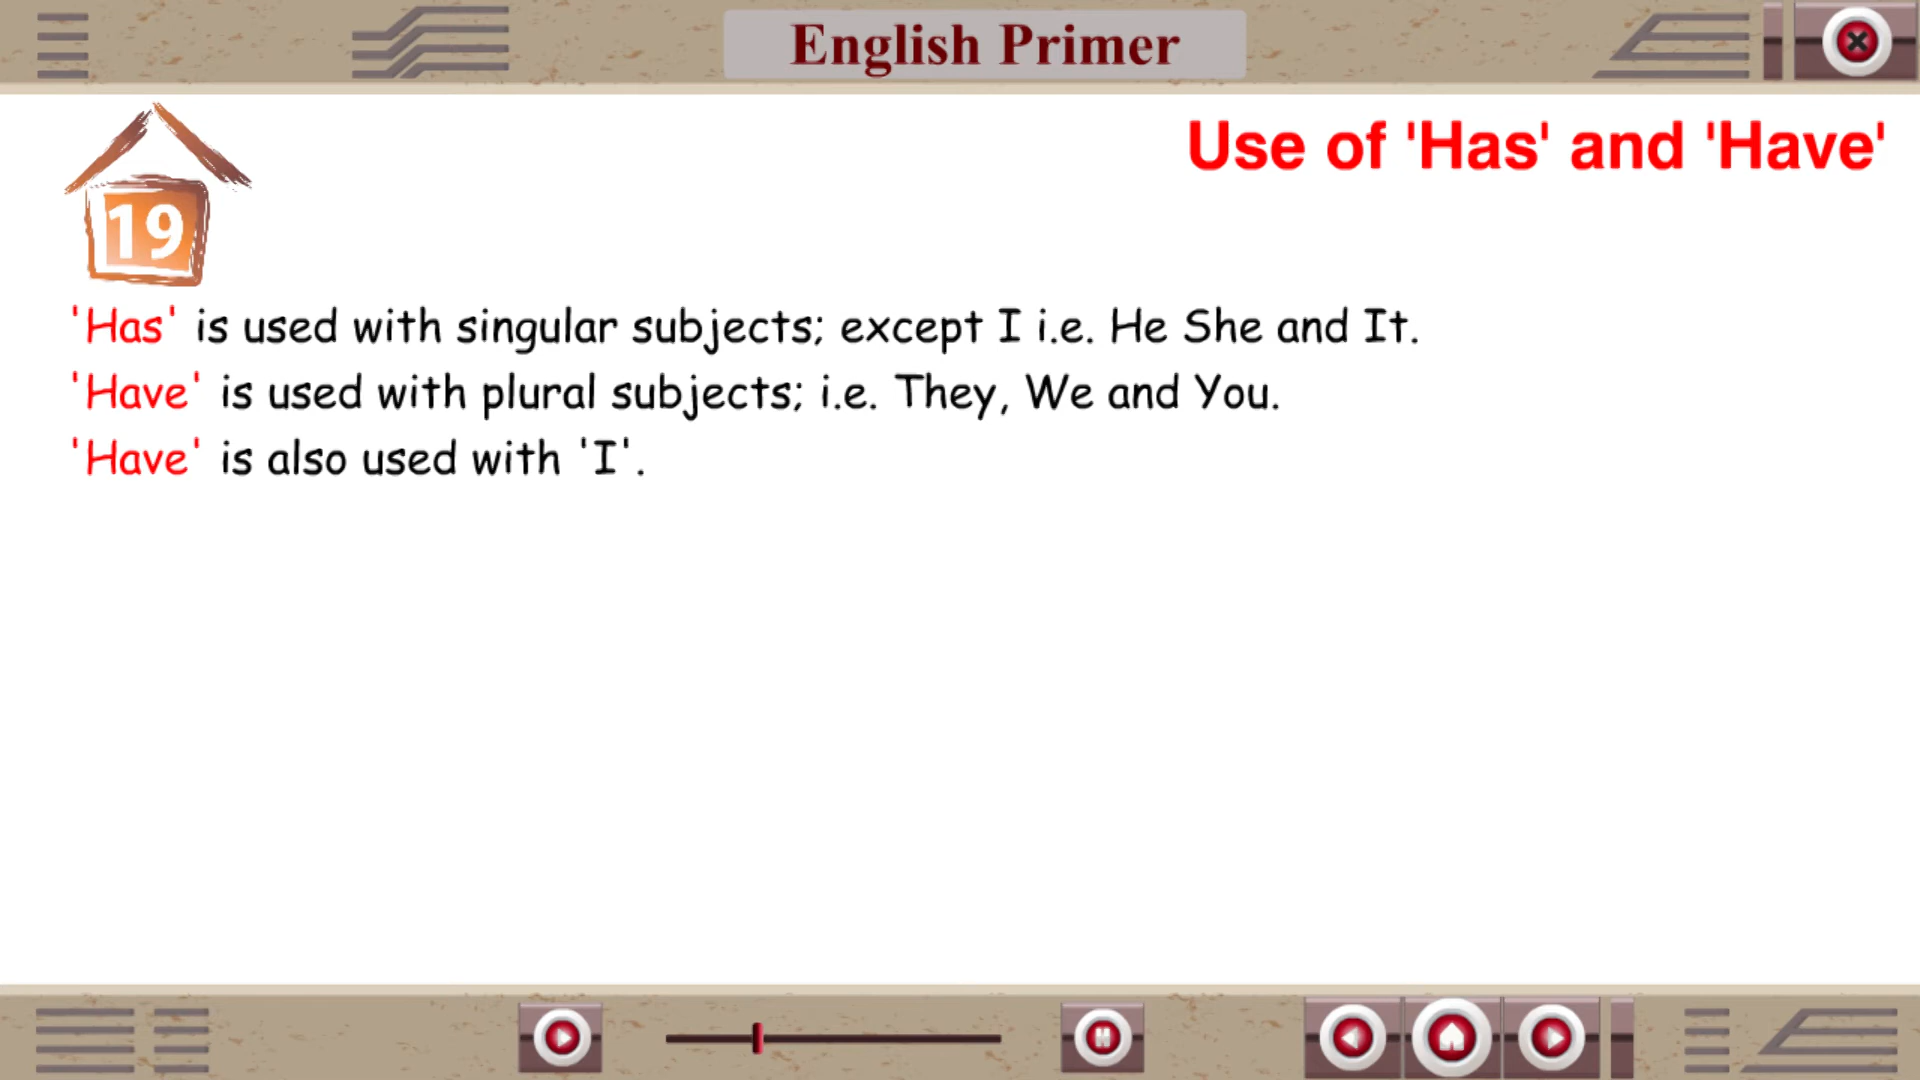 English Primer
Use of 'Has' and 'Have'
19
'Has' is used with singular subjects; except I i.e. He She and It.
'Have' is used with plural subjects; i.e. They, We and You.
'Have' is also used with 'I'.